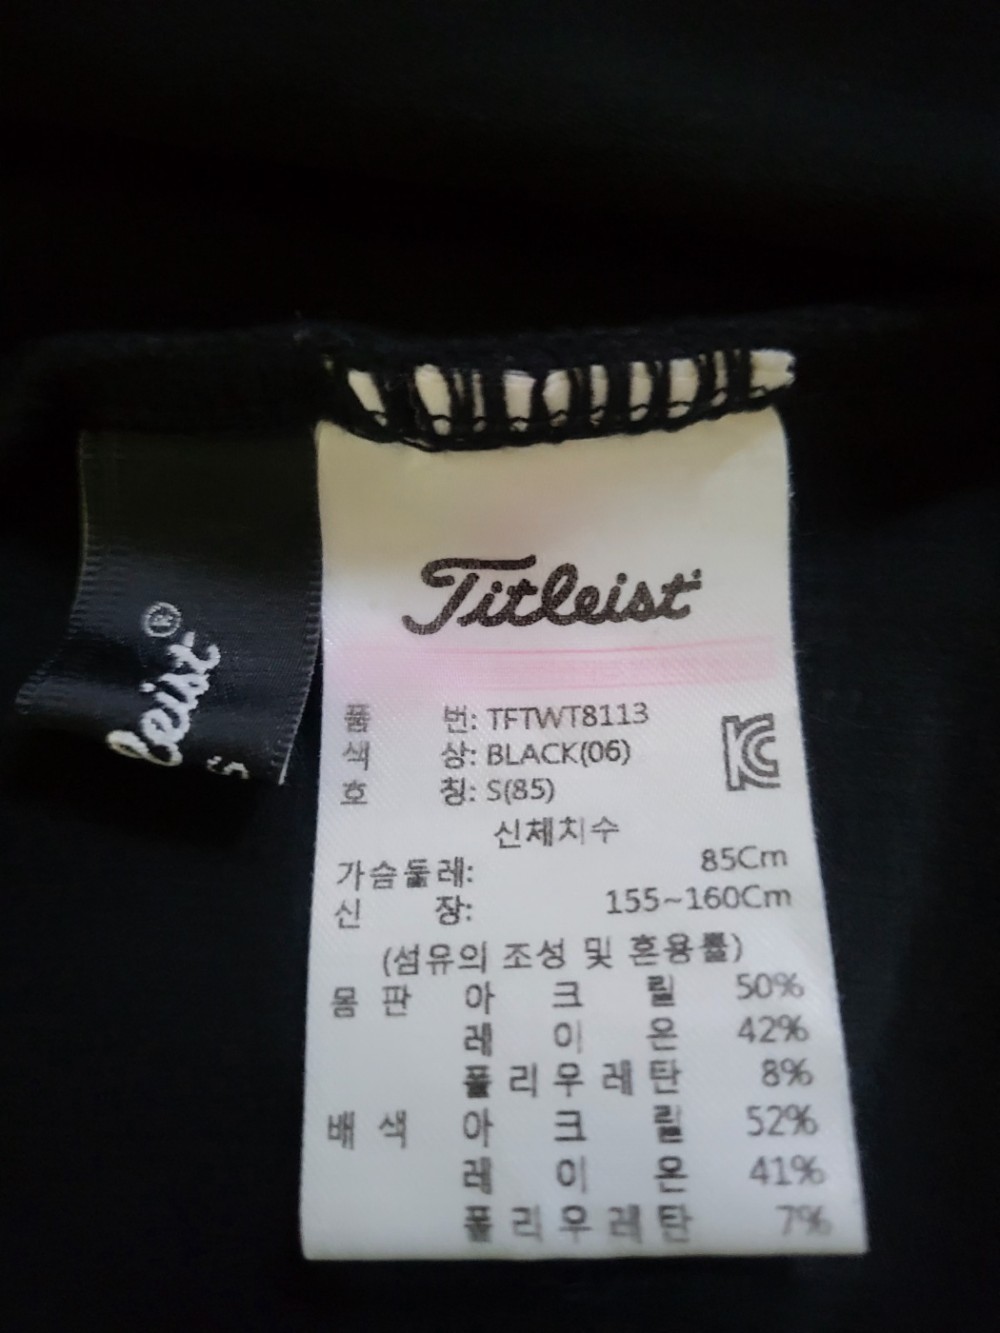 Titleist
품 번: TFTWT8113
색 상: BLACK(06)
호 칭: S(85)
신체치수
가슴둘레: 85Cm
신 장: 155~160Cm
(섬유의 조성 및 혼용률)
몸 판 아 크 릴 50%
레 이 온 42%
폴 리 우 레 탄 8%
배 색 아 크 릴 52%
레 이 온 41%
폴 리 우 레 탄 7%
leist®
S